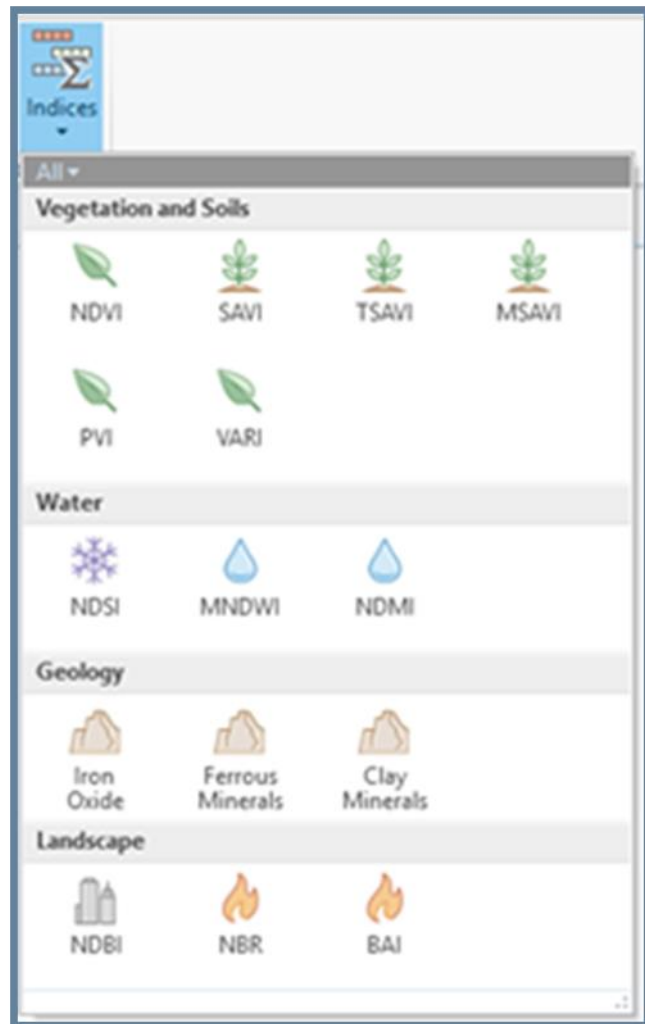 Indices
All
Vegetation and Soils
NDVI SAVI TSAVI MSAVI
PVI VARI
Water
NDSI MNDWI NDMI
Geology
Iron Ferrous Clay
Oxide Minerals Minerals
Landscape
NDBI NBR BAI